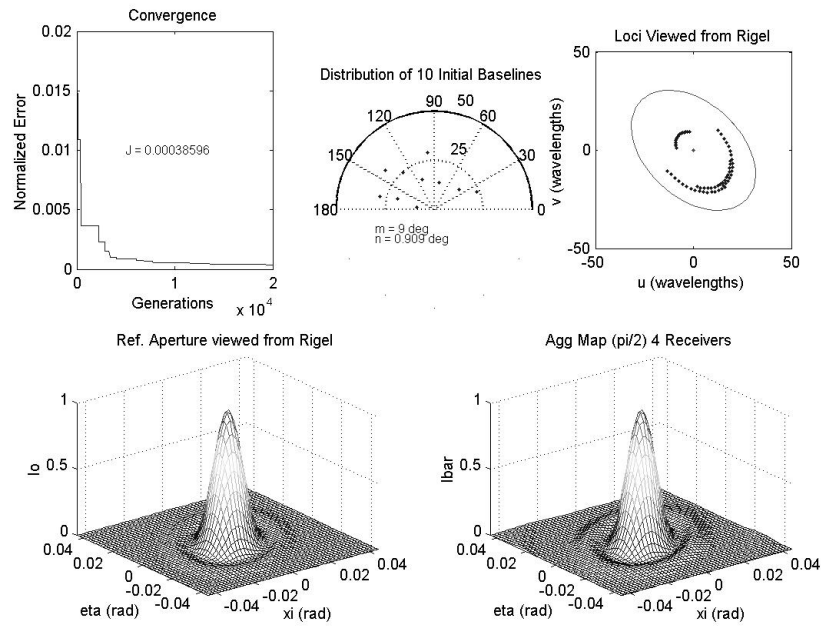 Convergence
0.02
0.015
0.01
0.005
0
Normalized Error
J = 0.00038596
0
1
2
Generations
x 10^4
Distribution of 10 Initial Baselines
90
60
50
30
25
0
120
150
180
m = 9 deg
n = 0.909 deg
Loci Viewed from Rigel
50
0
-50
v (wavelengths)
-50
0
50
u (wavelengths)
Ref. Aperture viewed from Rigel
1
0.5
0
Io
0.04
0.02
0
-0.02
-0.04
eta (rad)
-0.04
-0.02
0
0.02
0.04
xi (rad)
Agg Map (pi/2) 4 Receivers
1
0.5
0
Ibar
0.04
0.02
0
-0.02
-0.04
eta (rad)
-0.04
-0.02
0
0.02
0.04
xi (rad)